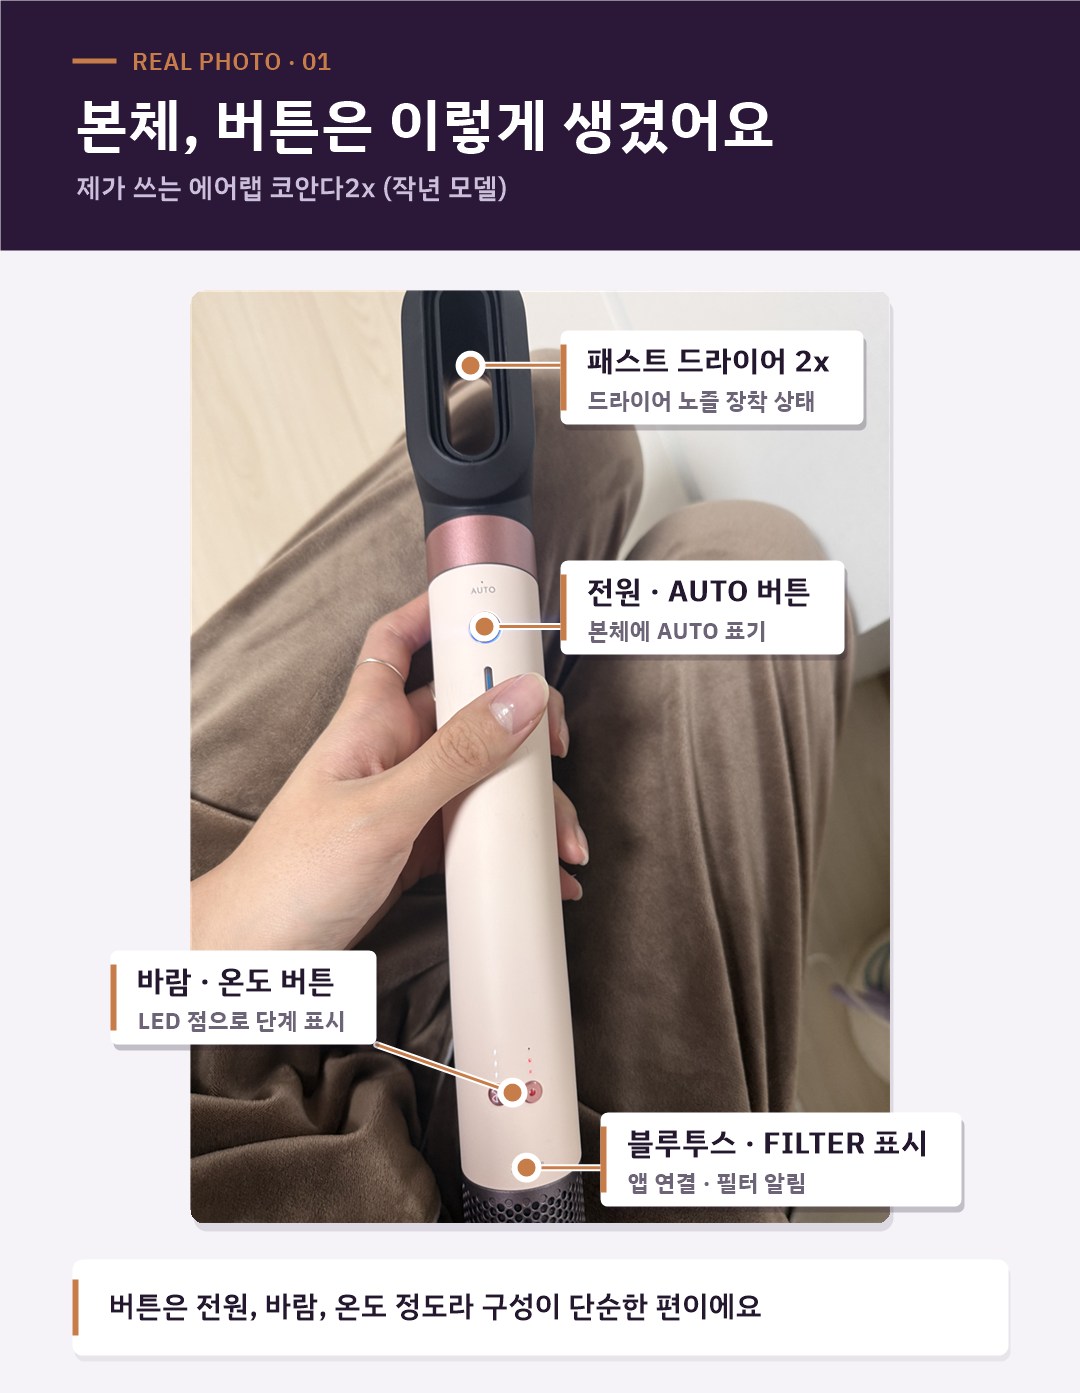 REAL PHOTO · 01
본체, 버튼은 이렇게 생겼어요
제가 쓰는 에어랩 코안다2x (작년 모델)
패스트 드라이어 2x
드라이어 노즐 장착 상태
AUTO
전원 · AUTO 버튼
본체에 AUTO 표기
바람 · 온도 버튼
LED 점으로 단계 표시
블루투스 · FILTER 표시
앱 연결 · 필터 알림
버튼은 전원, 바람, 온도 정도라 구성이 단순한 편이에요